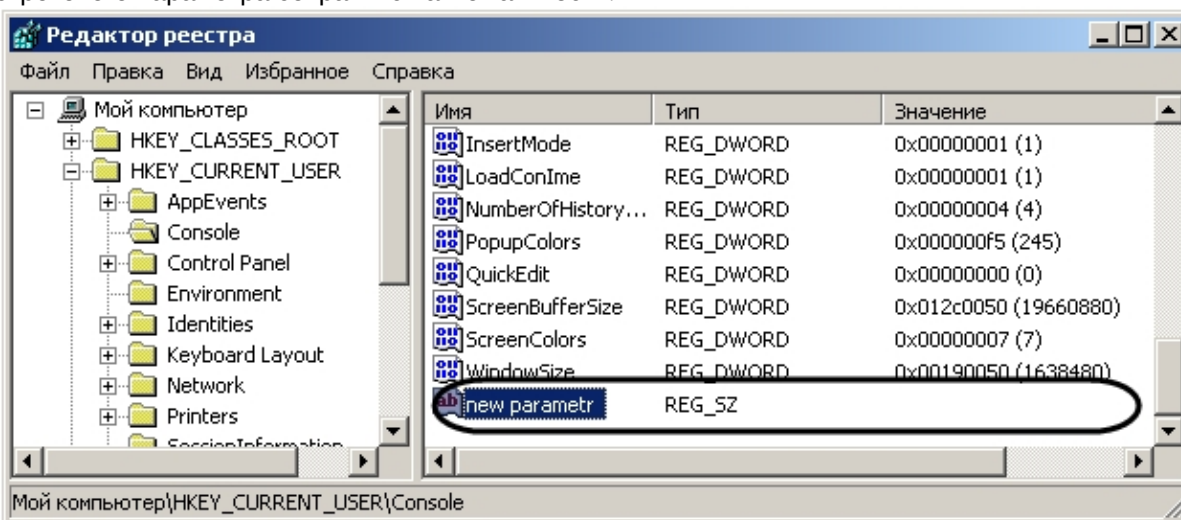 Редактор реестра
Файл Правка Вид Избранное Справка
Мой компьютер
HKEY_CLASSES_ROOT
HKEY_CURRENT_USER
AppEvents
Console
Control Panel
Environment
Identities
Keyboard Layout
Network
Printers
SessionInformation
Имя Тип Значение
InsertMode REG_DWORD 0x00000001 (1)
LoadConIme REG_DWORD 0x00000001 (1)
NumberOfHistory... REG_DWORD 0x00000004 (4)
PopupColors REG_DWORD 0x000000f5 (245)
QuickEdit REG_DWORD 0x00000000 (0)
ScreenBufferSize REG_DWORD 0x012c0050 (19660880)
ScreenColors REG_DWORD 0x00000007 (7)
WindowSize REG_DWORD 0x00190050 (1638480)
new parametr REG_SZ
Мой компьютер\HKEY_CURRENT_USER\Console